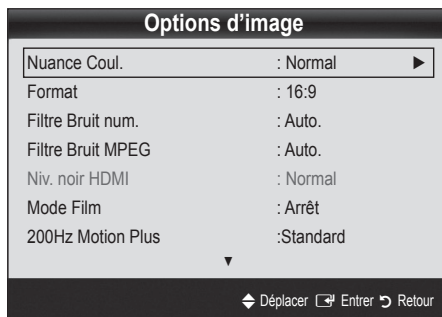 Options d’image
Nuance Coul. : Normal ►
Format : 16:9
Filtre Bruit num. : Auto.
Filtre Bruit MPEG : Auto.
Niv. noir HDMI : Normal
Mode Film : Arrêt
200Hz Motion Plus :Standard
▼
Déplacer Entrer Retour